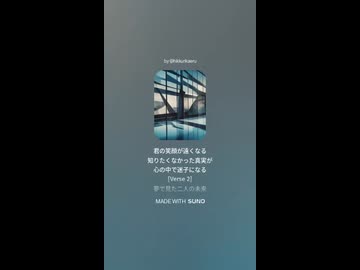 君の笑顔が遠くなる
知りたくなかった真実が
心の中で迷子になる
[Verse 2]
夢で見た二人の未来
MADE WITH SUNO